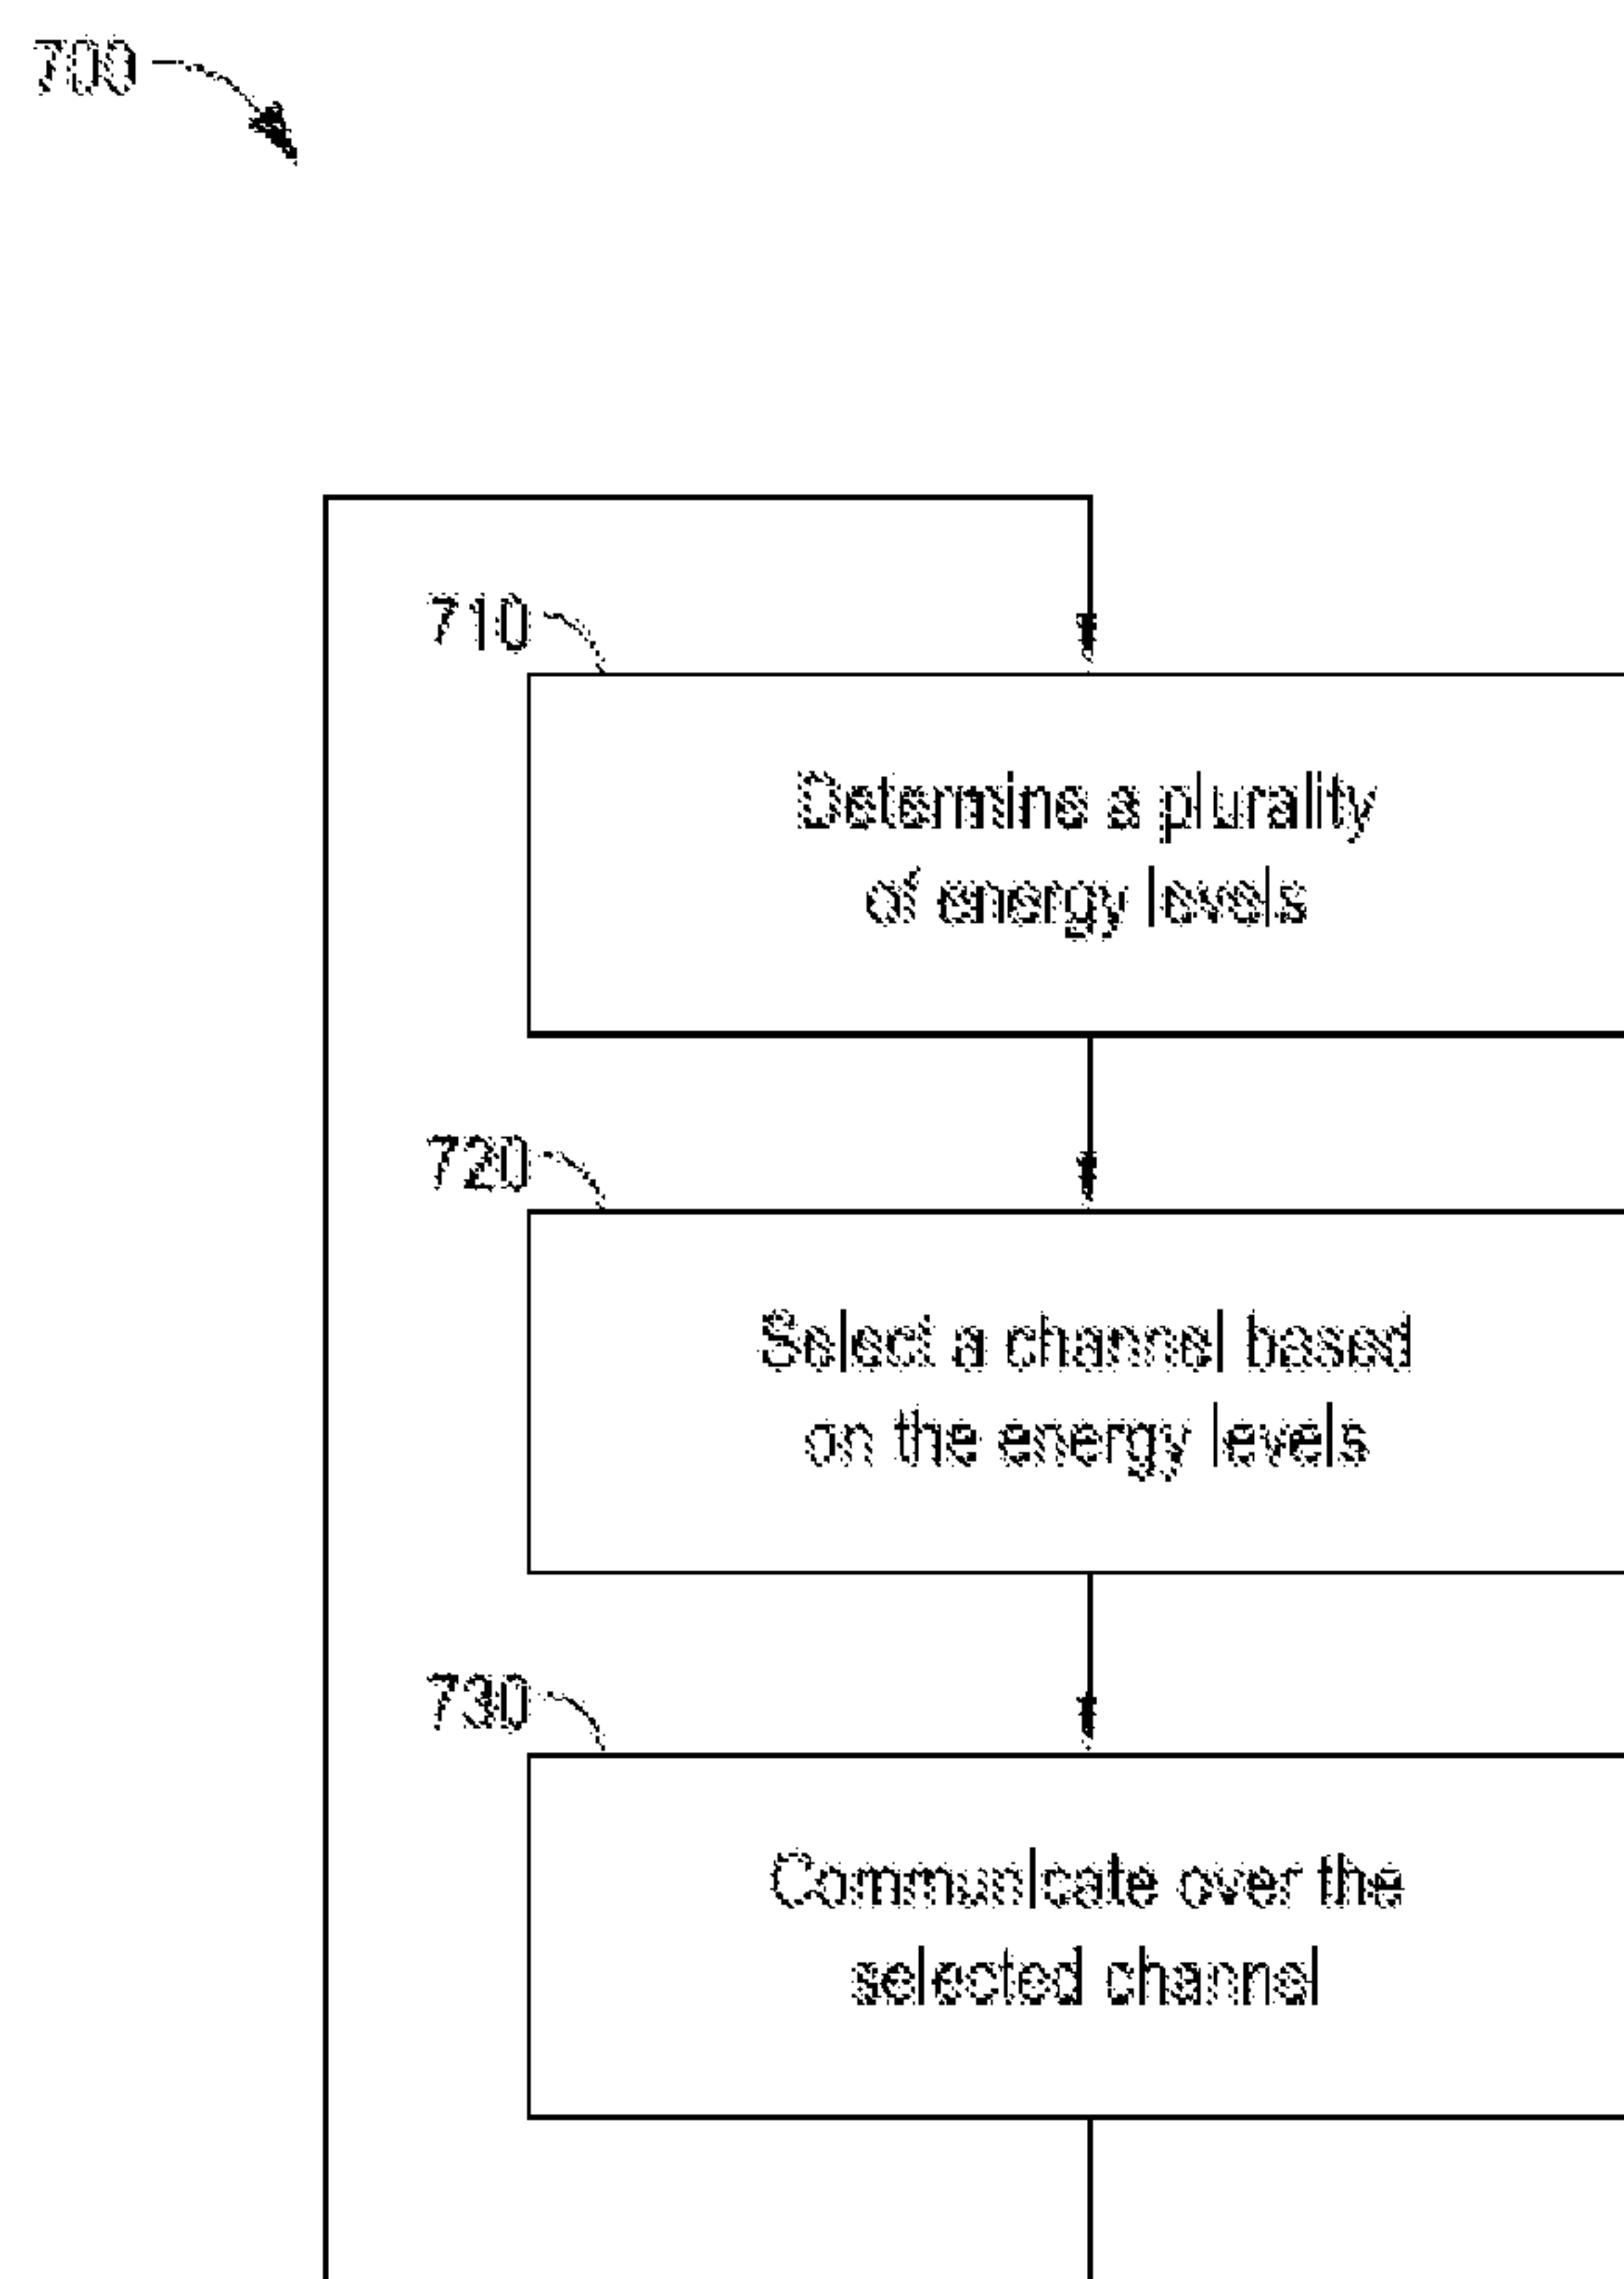 700
710
Determine a plurality
of energy levels
720
Select a channel based
on the energy levels
730
Communicate over the
selected channel